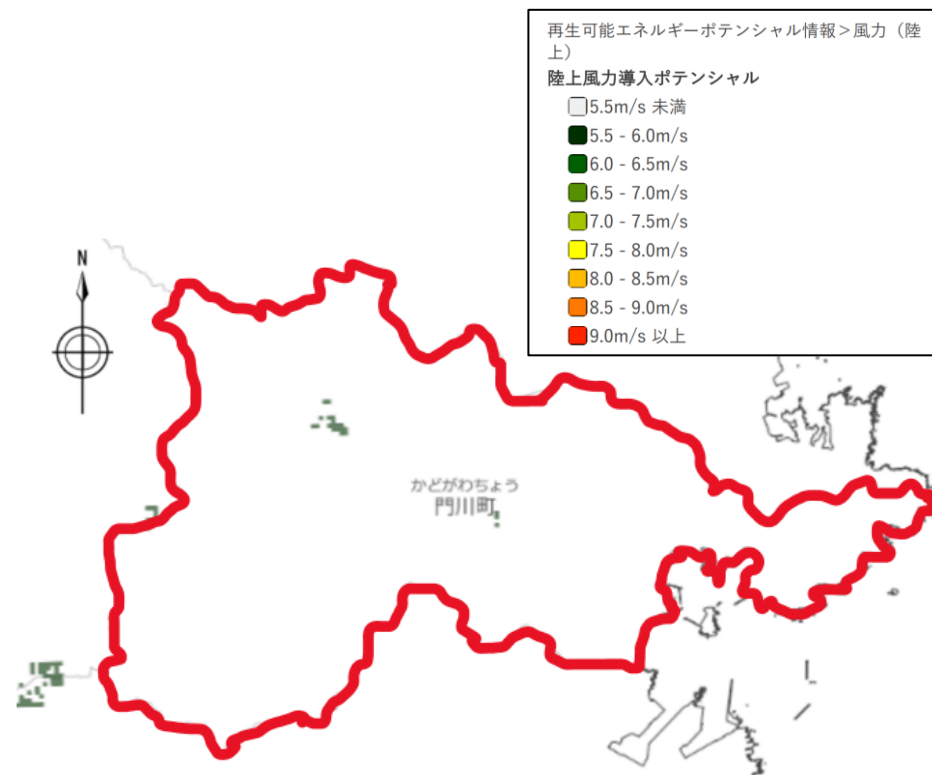 再生可能エネルギーポテンシャル情報＞風力（陸
上）
陸上風力導入ポテンシャル
5.5m/s 未満
5.5 - 6.0m/s
6.0 - 6.5m/s
6.5 - 7.0m/s
7.0 - 7.5m/s
7.5 - 8.0m/s
8.0 - 8.5m/s
8.5 - 9.0m/s
9.0m/s 以上
N
かどがわちょう
門川町